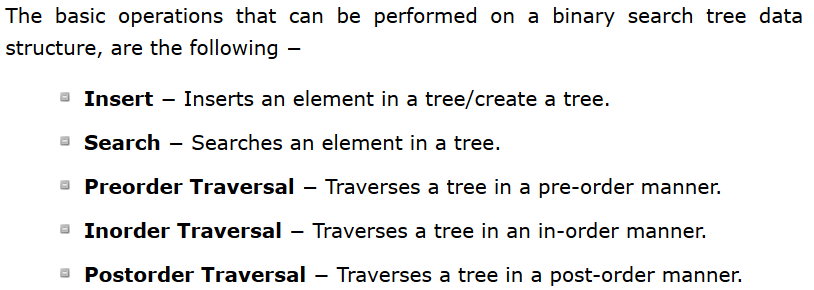 The basic operations that can be performed on a binary search tree data
structure, are the following −
Insert − Inserts an element in a tree/create a tree.
Search − Searches an element in a tree.
Preorder Traversal − Traverses a tree in a pre-order manner.
Inorder Traversal − Traverses a tree in an in-order manner.
Postorder Traversal − Traverses a tree in a post-order manner.